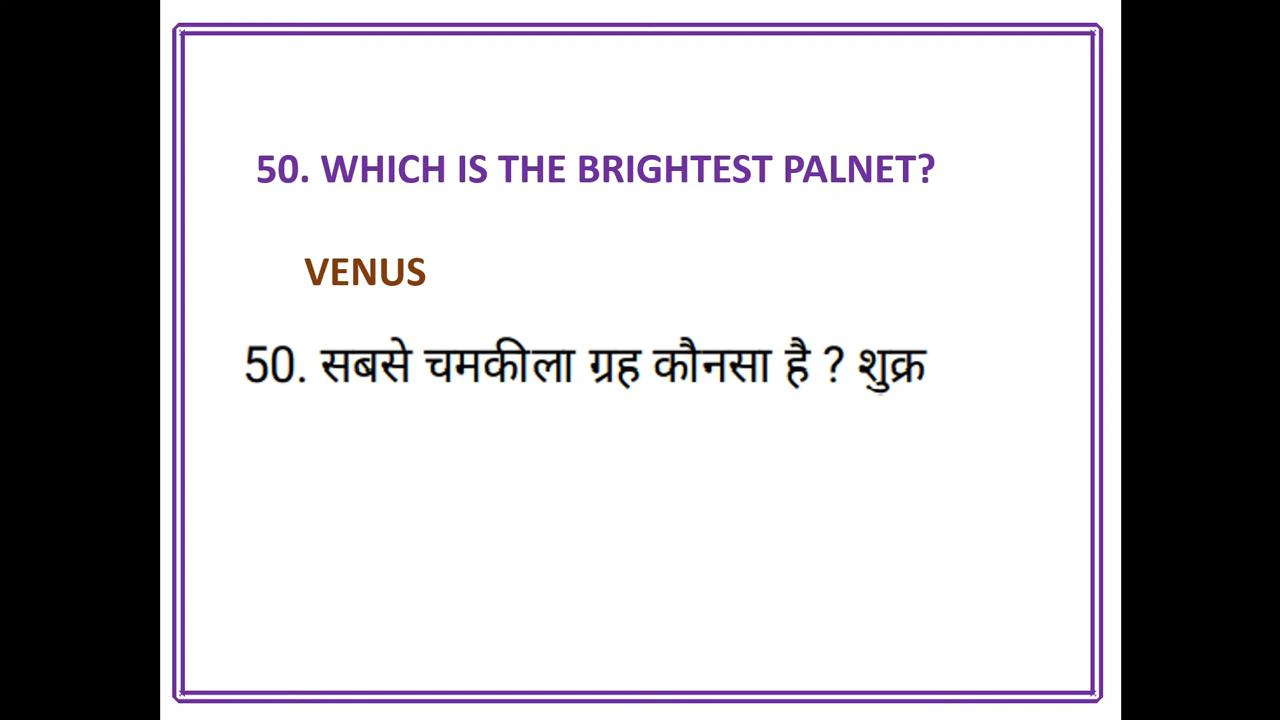 50. WHICH IS THE BRIGHTEST PALNET?
VENUS
50. सबसे चमकीला ग्रह कौनसा है ? शुक्र